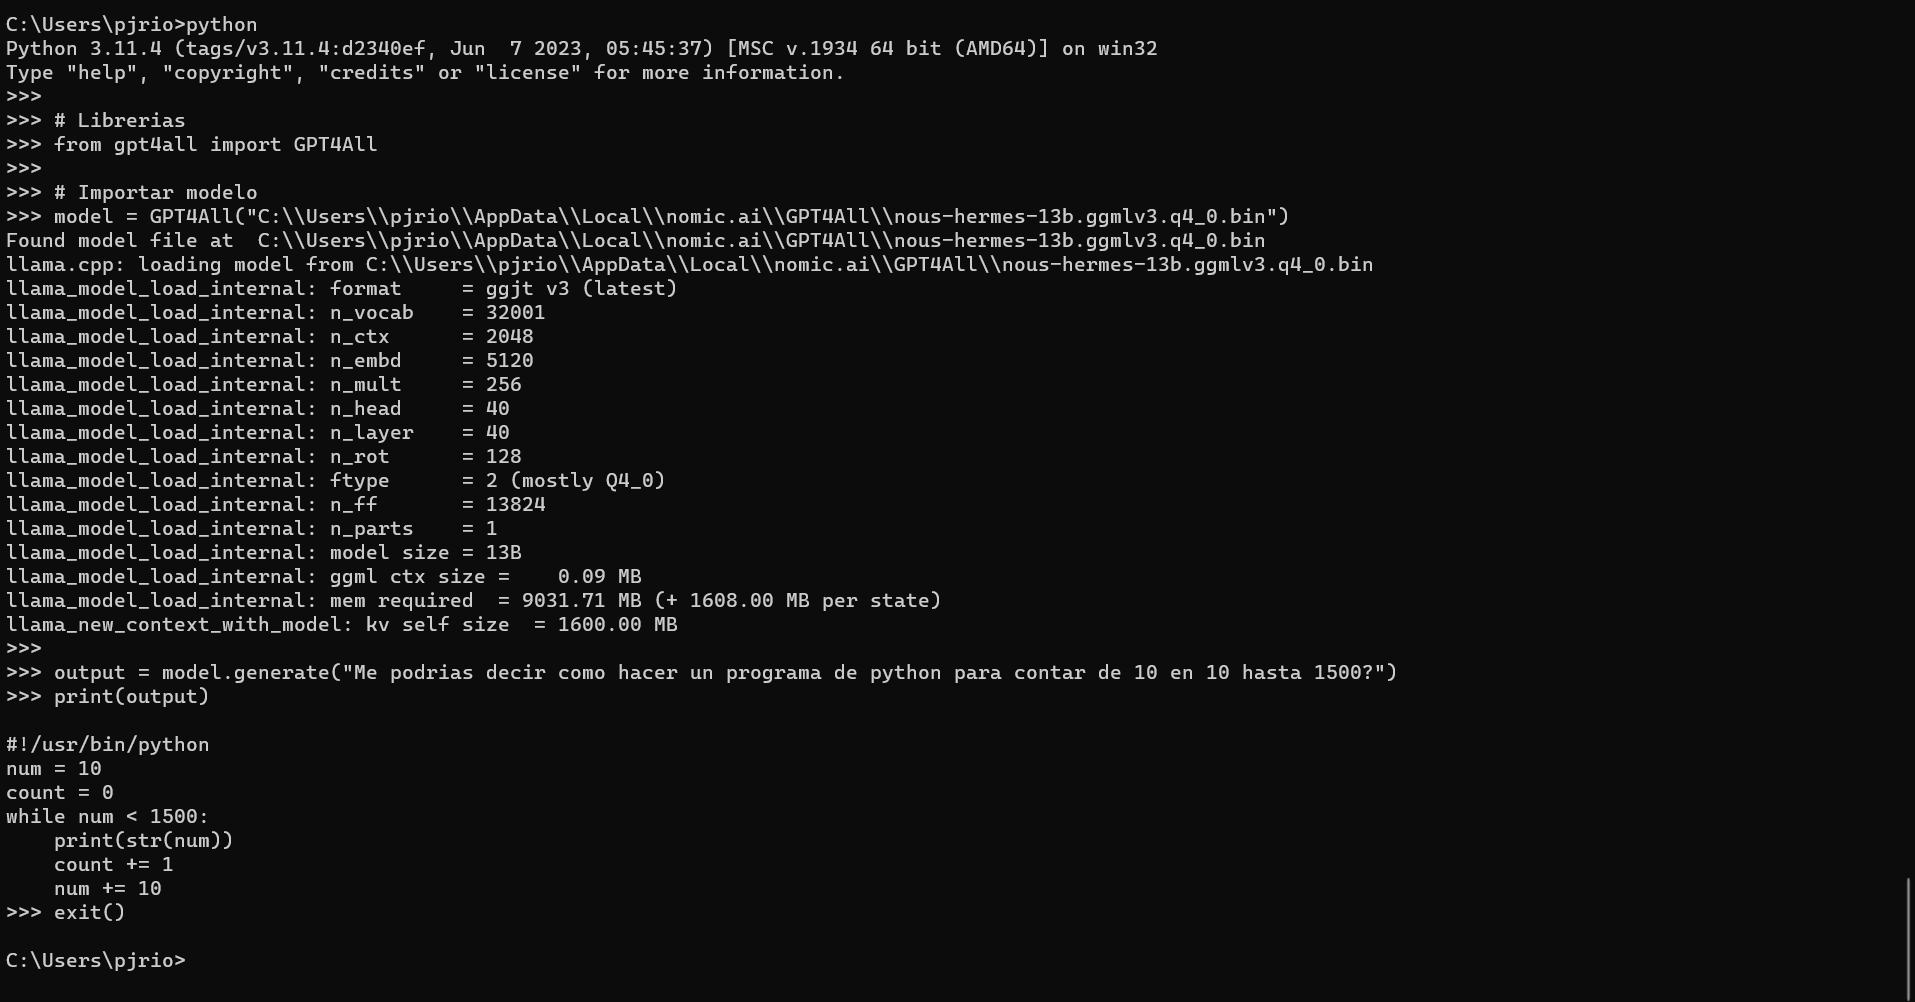 C:\Users\pjrio>python
Python 3.11.4 (tags/v3.11.4:d2340ef, Jun  7 2023, 05:45:37) [MSC v.1934 64 bit (AMD64)] on win32
Type "help", "copyright", "credits" or "license" for more information.
>>>
>>> # Librerias
>>> from gpt4all import GPT4All
>>>
>>> # Importar modelo
>>> model = GPT4All("C:\\Users\\pjrio\\AppData\\Local\\nomic.ai\\GPT4All\\nous-hermes-13b.ggmlv3.q4_0.bin")
Found model file at  C:\\Users\\pjrio\\AppData\\Local\\nomic.ai\\GPT4All\\nous-hermes-13b.ggmlv3.q4_0.bin
llama.cpp: loading model from C:\\Users\\pjrio\\AppData\\Local\\nomic.ai\\GPT4All\\nous-hermes-13b.ggmlv3.q4_0.bin
llama_model_load_internal: format     = ggjt v3 (latest)
llama_model_load_internal: n_vocab    = 32001
llama_model_load_internal: n_ctx      = 2048
llama_model_load_internal: n_embd     = 5120
llama_model_load_internal: n_mult     = 256
llama_model_load_internal: n_head     = 40
llama_model_load_internal: n_layer    = 40
llama_model_load_internal: n_rot      = 128
llama_model_load_internal: ftype      = 2 (mostly Q4_0)
llama_model_load_internal: n_ff       = 13824
llama_model_load_internal: n_parts    = 1
llama_model_load_internal: model size = 13B
llama_model_load_internal: ggml ctx size =    0.09 MB
llama_model_load_internal: mem required  = 9031.71 MB (+ 1608.00 MB per state)
llama_new_context_with_model: kv self size  = 1600.00 MB
>>>
>>> output = model.generate("Me podrias decir como hacer un programa de python para contar de 10 en 10 hasta 1500?")
>>> print(output)

#!/usr/bin/python
num = 10
count = 0
while num < 1500:
    print(str(num))
    count += 1
    num += 10
>>> exit()

C:\Users\pjrio>